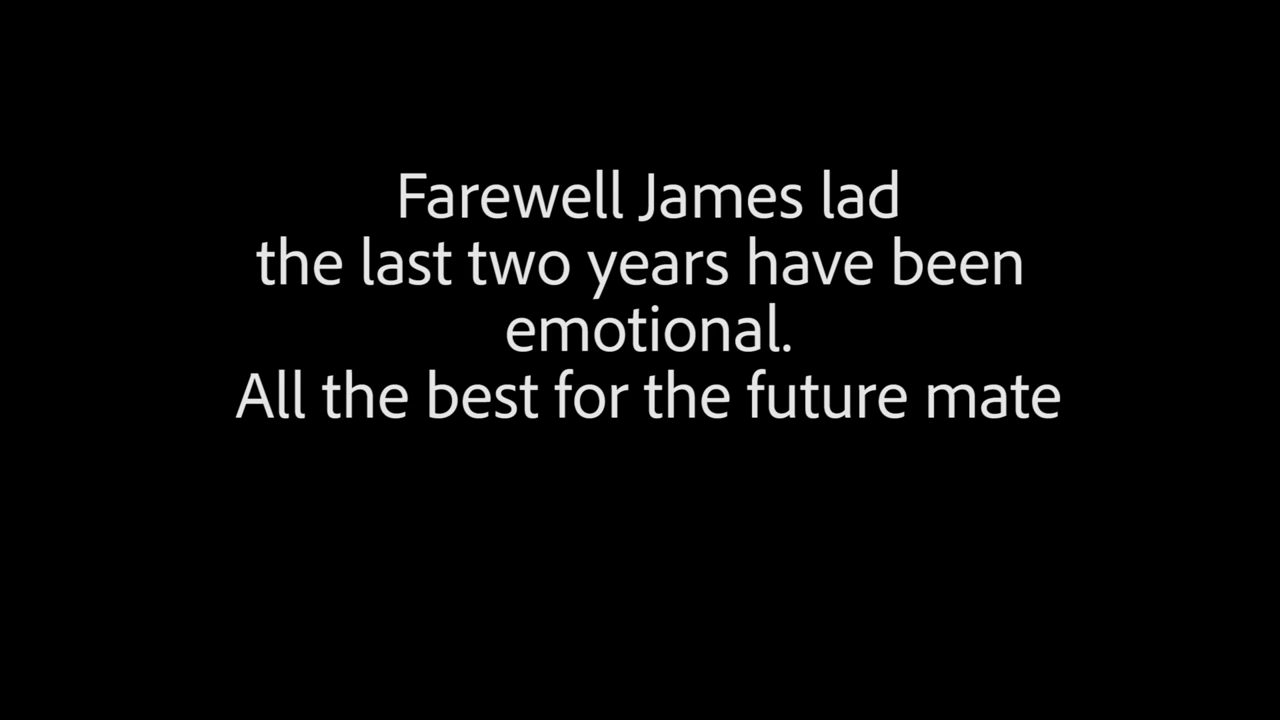 Farewell James lad
the last two years have been
emotional.
All the best for the future mate